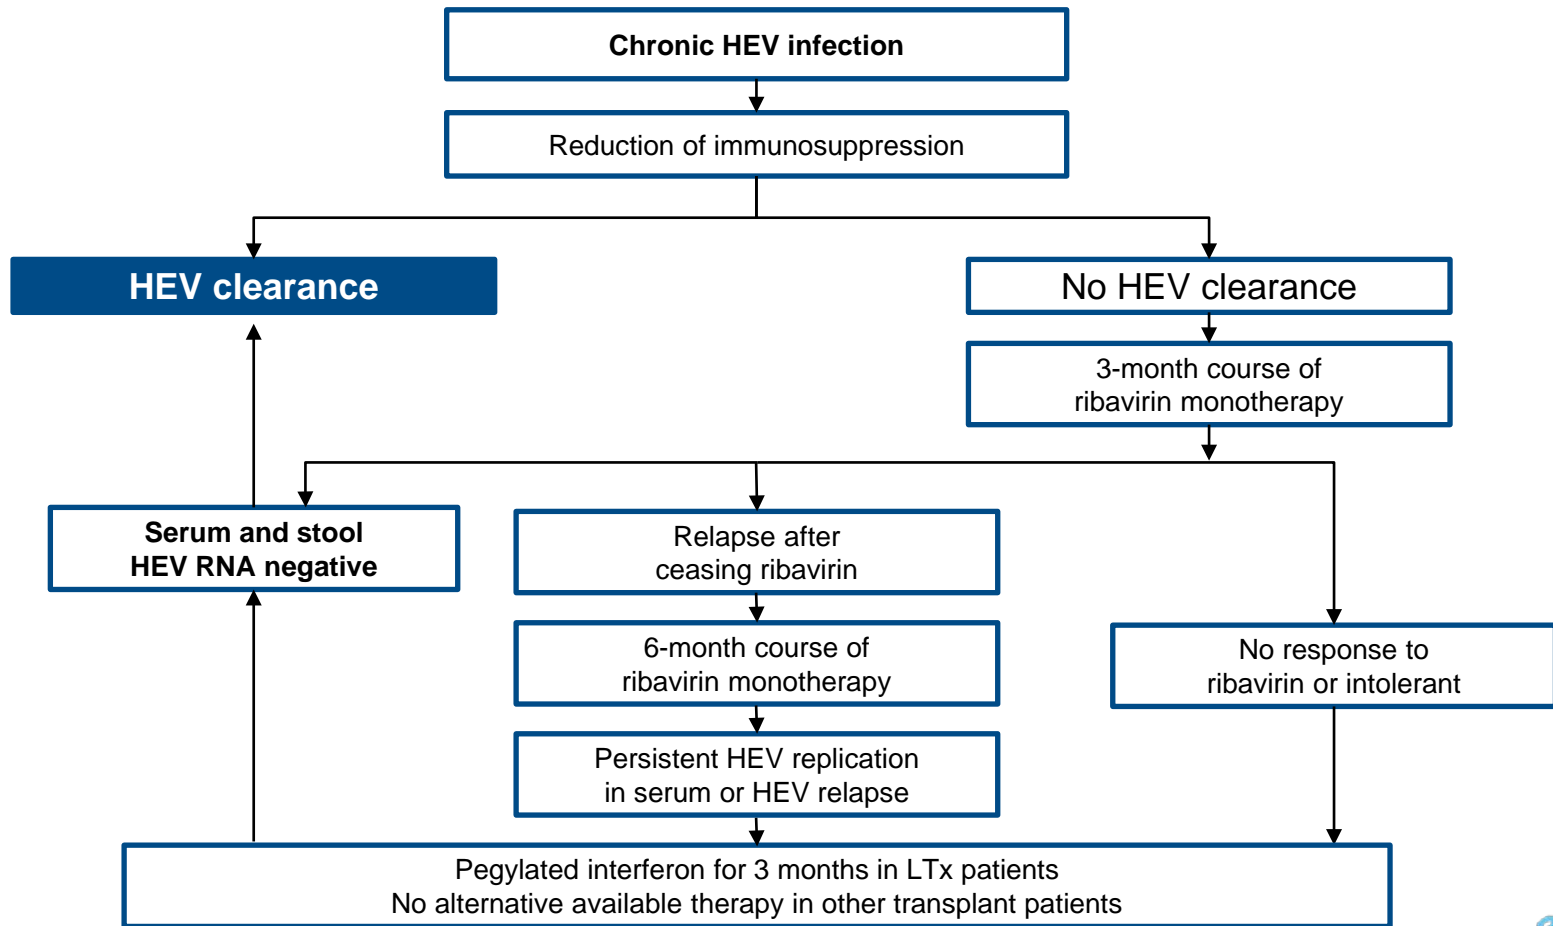 Chronic HEV infection
Reduction of immunosuppression
HEV clearance
No HEV clearance
3-month course of
ribavirin monotherapy
Serum and stool
HEV RNA negative
Relapse after
ceasing ribavirin
6-month course of
ribavirin monotherapy
No response to
ribavirin or intolerant
Persistent HEV replication
in serum or HEV relapse
Pegylated interferon for 3 months in LTx patients
No alternative available therapy in other transplant patients